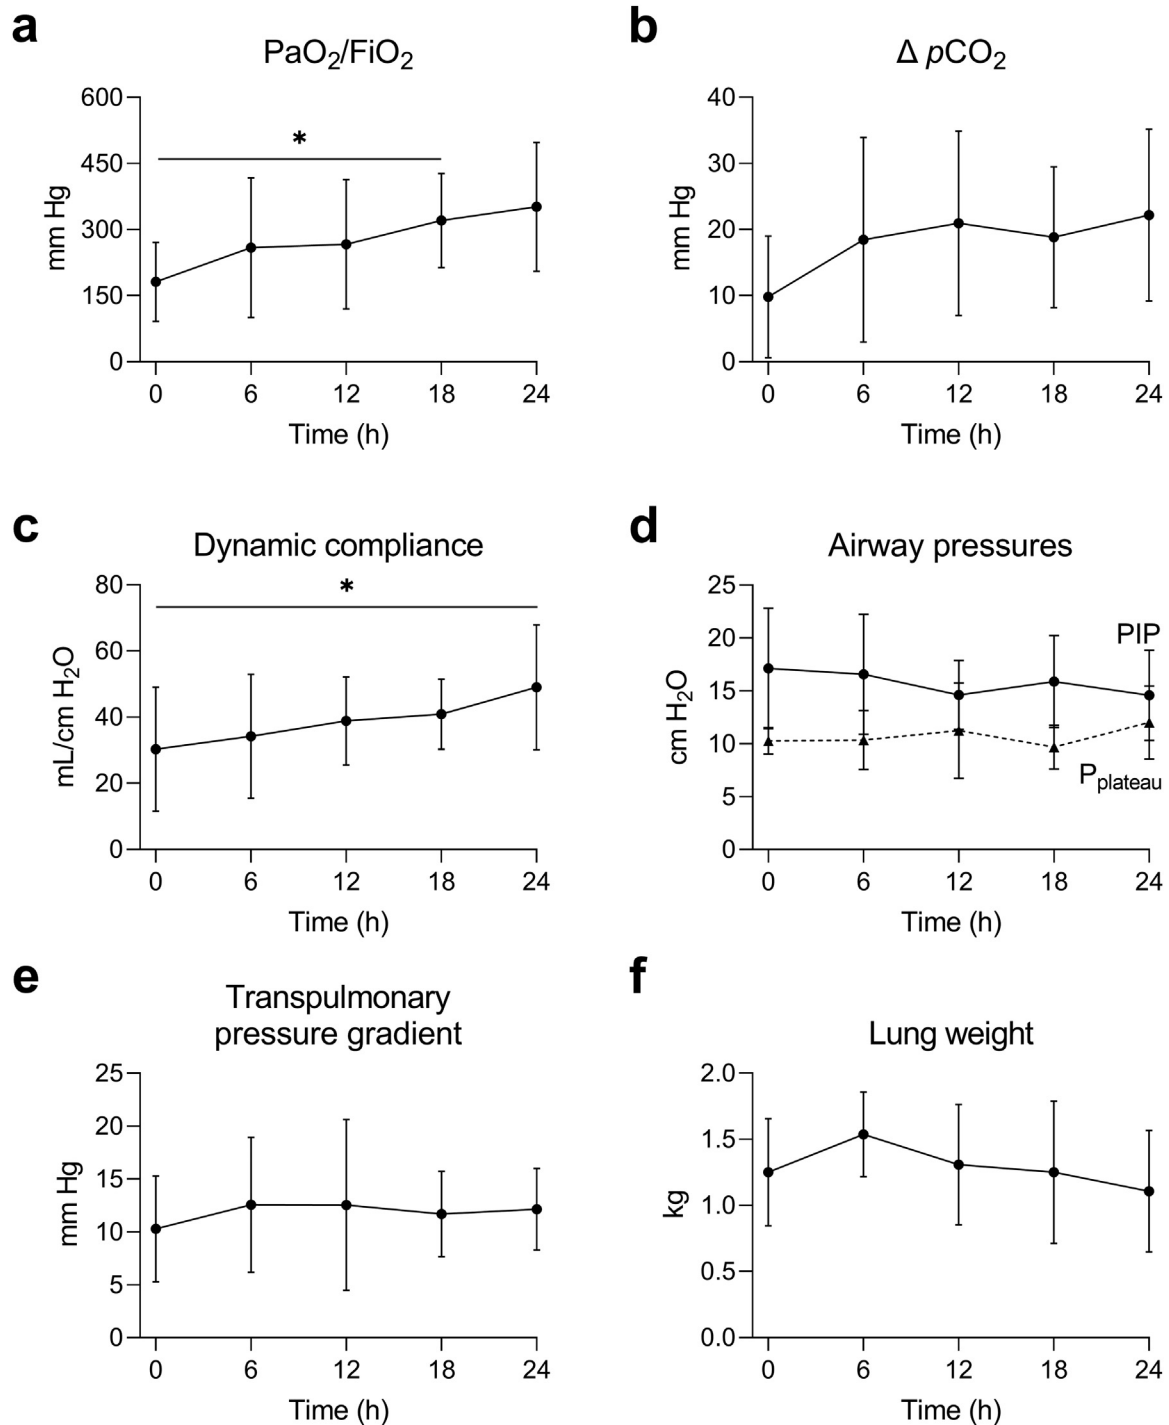 a
PaO2/FiO2
600
450
300
150
0
mm Hg
*
0 6 12 18 24
Time (h)
b
Δ pCO2
40
30
20
10
0
mm Hg
0 6 12 18 24
Time (h)
c
Dynamic compliance
80
60
40
20
0
mL/cm H2O
*
0 6 12 18 24
Time (h)
d
Airway pressures
25
20
15
10
5
0
cm H2O
PIP
Pplateau
0 6 12 18 24
Time (h)
e
Transpulmonary
pressure gradient
25
20
15
10
5
0
mm Hg
0 6 12 18 24
Time (h)
f
Lung weight
2.0
1.5
1.0
0.5
0.0
kg
0 6 12 18 24
Time (h)